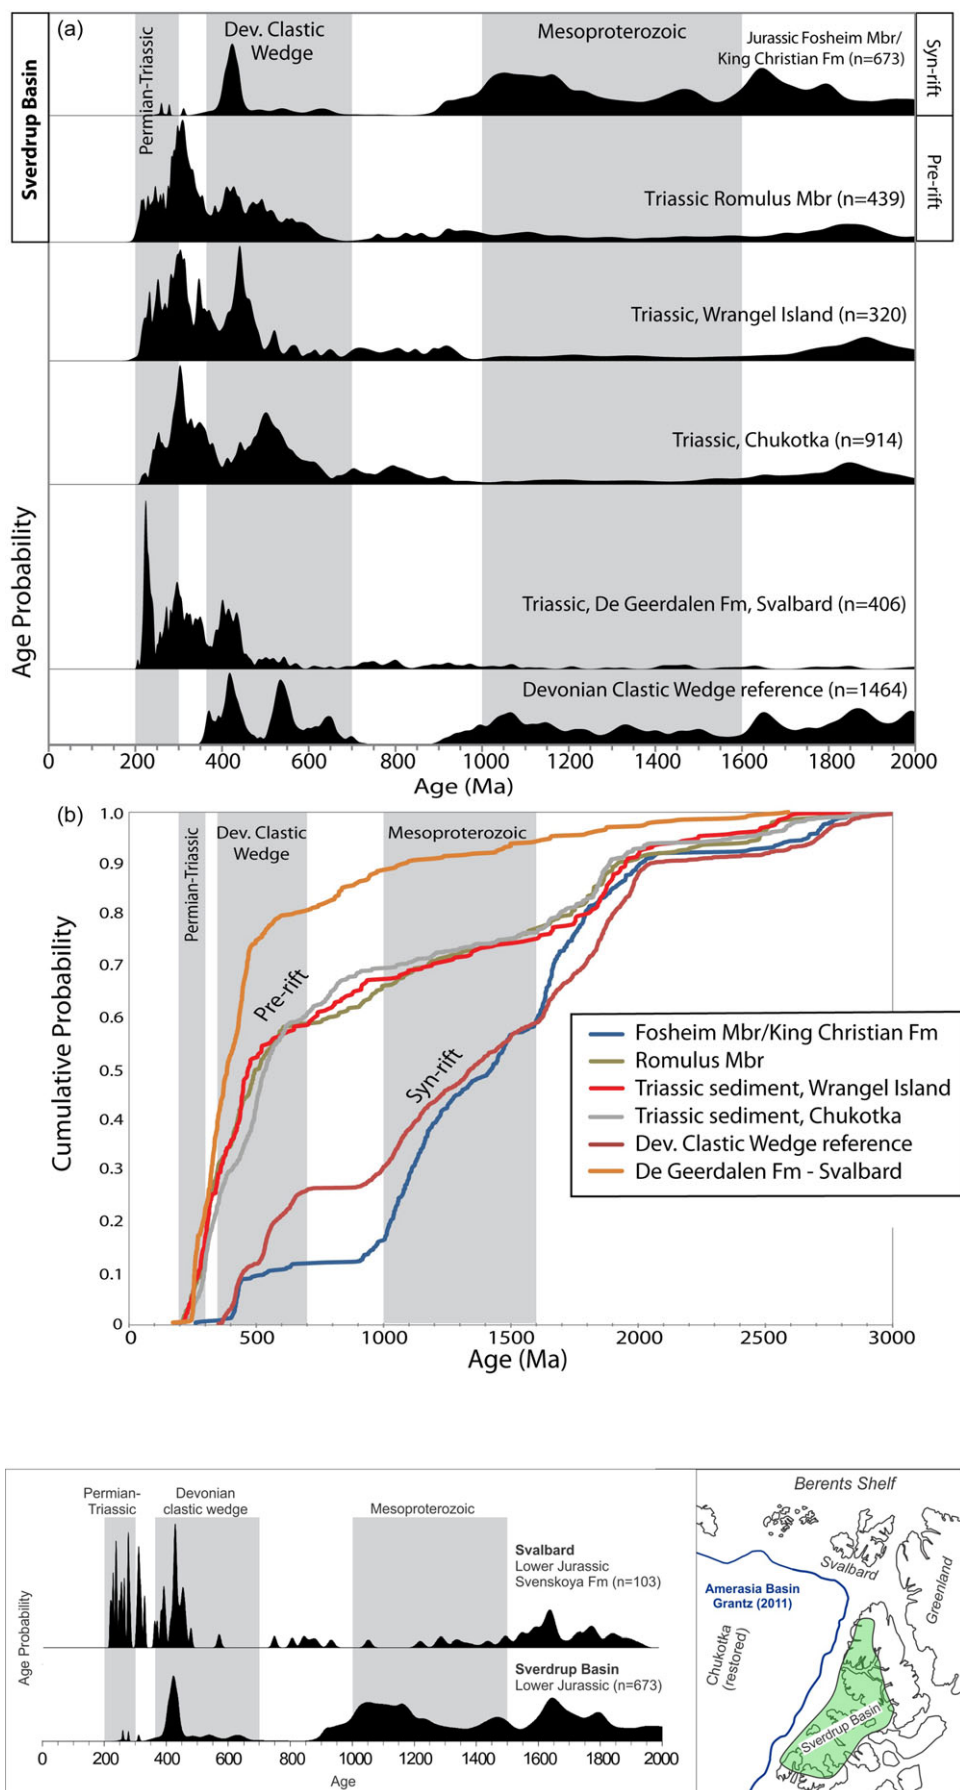 (a)
Sverdrup Basin
Permian-Triassic
Dev. Clastic
Wedge
Mesoproterozoic
Jurassic Fosheim Mbr/
King Christian Fm (n=673)
Syn-rift
Triassic Romulus Mbr (n=439)
Pre-rift
Triassic, Wrangel Island (n=320)
Triassic, Chukotka (n=914)
Triassic, De Geerdalen Fm, Svalbard (n=406)
Devonian Clastic Wedge reference (n=1464)
Age Probability
0 200 400 600 800 1000 1200 1400 1600 1800 2000
Age (Ma)
(b)
Permian-Triassic
Dev. Clastic
Wedge
Mesoproterozoic
1.0
0.9
0.8
0.7
0.6
0.5
0.4
0.3
0.2
0.1
0
Cumulative Probability
Pre-rift
Syn-rift
Fosheim Mbr/King Christian Fm
Romulus Mbr
Triassic sediment, Wrangel Island
Triassic sediment, Chukotka
Dev. Clastic Wedge reference
De Geerdalen Fm - Svalbard
0 500 1000 1500 2000 2500 3000
Age (Ma)
Permian-
Triassic
Devonian
clastic wedge
Mesoproterozoic
Svalbard
Lower Jurassic
Svenskoya Fm (n=103)
Sverdrup Basin
Lower Jurassic (n=673)
Age Probability
0 200 400 600 800 1000 1200 1400 1600 1800 2000
Age
Berents Shelf
Svalbard
Greenland
Amerasia Basin
Grantz (2011)
Chukotka
(restored)
Sverdrup Basin